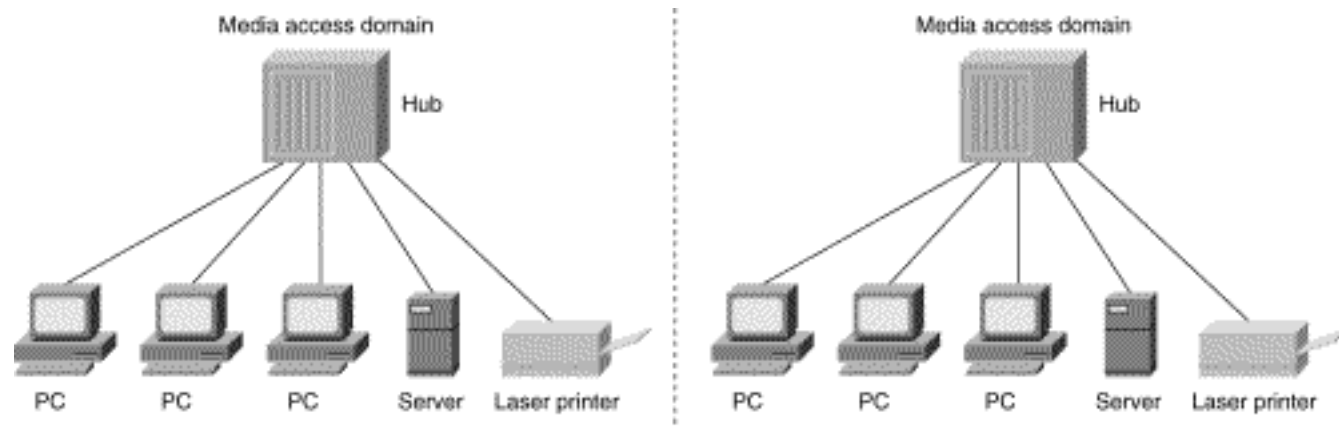 Media access domain
Hub
PC
PC
PC
Server
Laser printer
Media access domain
Hub
PC
PC
PC
Server
Laser printer